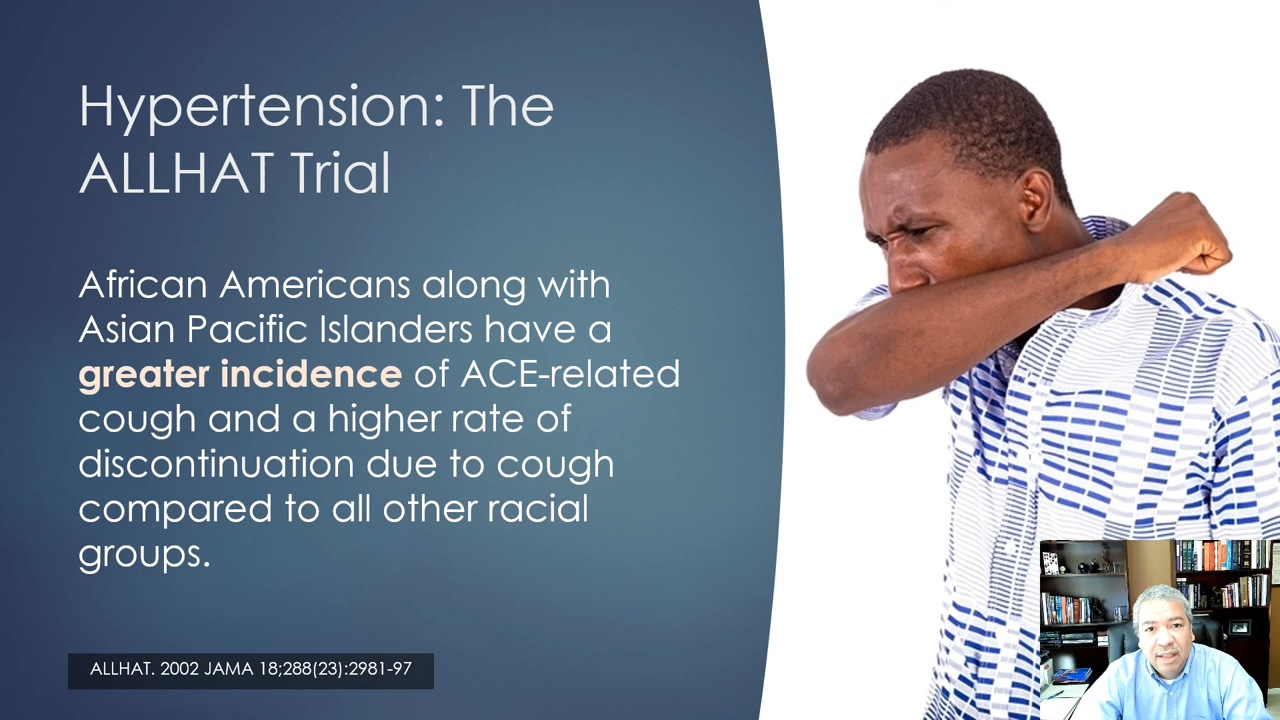 Hypertension: The
ALLHAT Trial
African Americans along with
Asian Pacific Islanders have a
greater incidence of ACE-related
cough and a higher rate of
discontinuation due to cough
compared to all other racial
groups.
ALLHAT. 2002 JAMA 18;288(23):2981-97